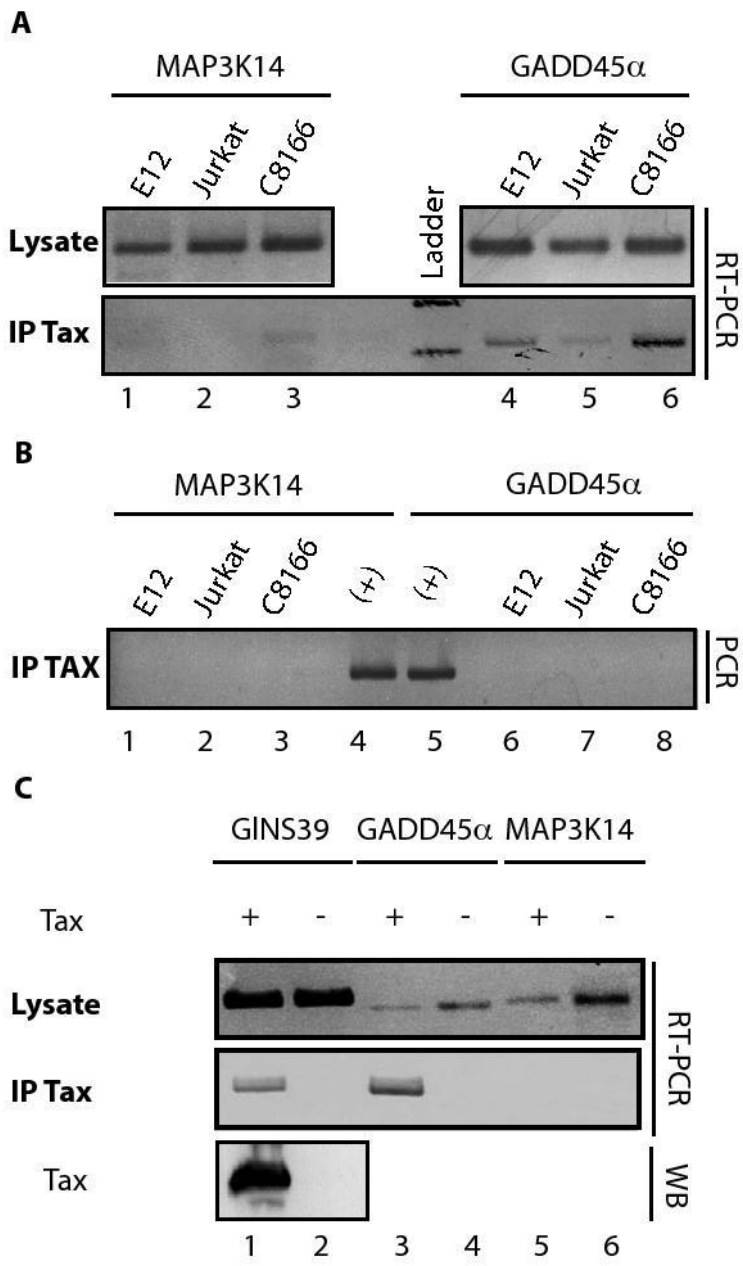 A
MAP3K14 GADD45α
E12 Jurkat C8166 Ladder E12 Jurkat C8166
Lysate
IP Tax
RT-PCR
1 2 3 4 5 6
B
MAP3K14 GADD45α
E12 Jurkat C8166 (+) (+) E12 Jurkat C8166
IP TAX
PCR
1 2 3 4 5 6 7 8
C
GINS39 GADD45α MAP3K14
Tax + - + - + -
Lysate
IP Tax
RT-PCR
Tax
WB
1 2 3 4 5 6